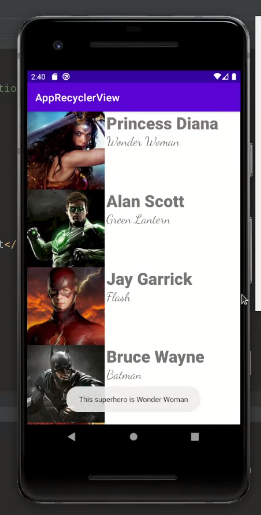 2:40
AppRecyclerView
Princess Diana
Wonder Woman
Alan Scott
Green Lantern
Jay Garrick
Flash
Bruce Wayne
Batman
This superhero is Wonder Woman